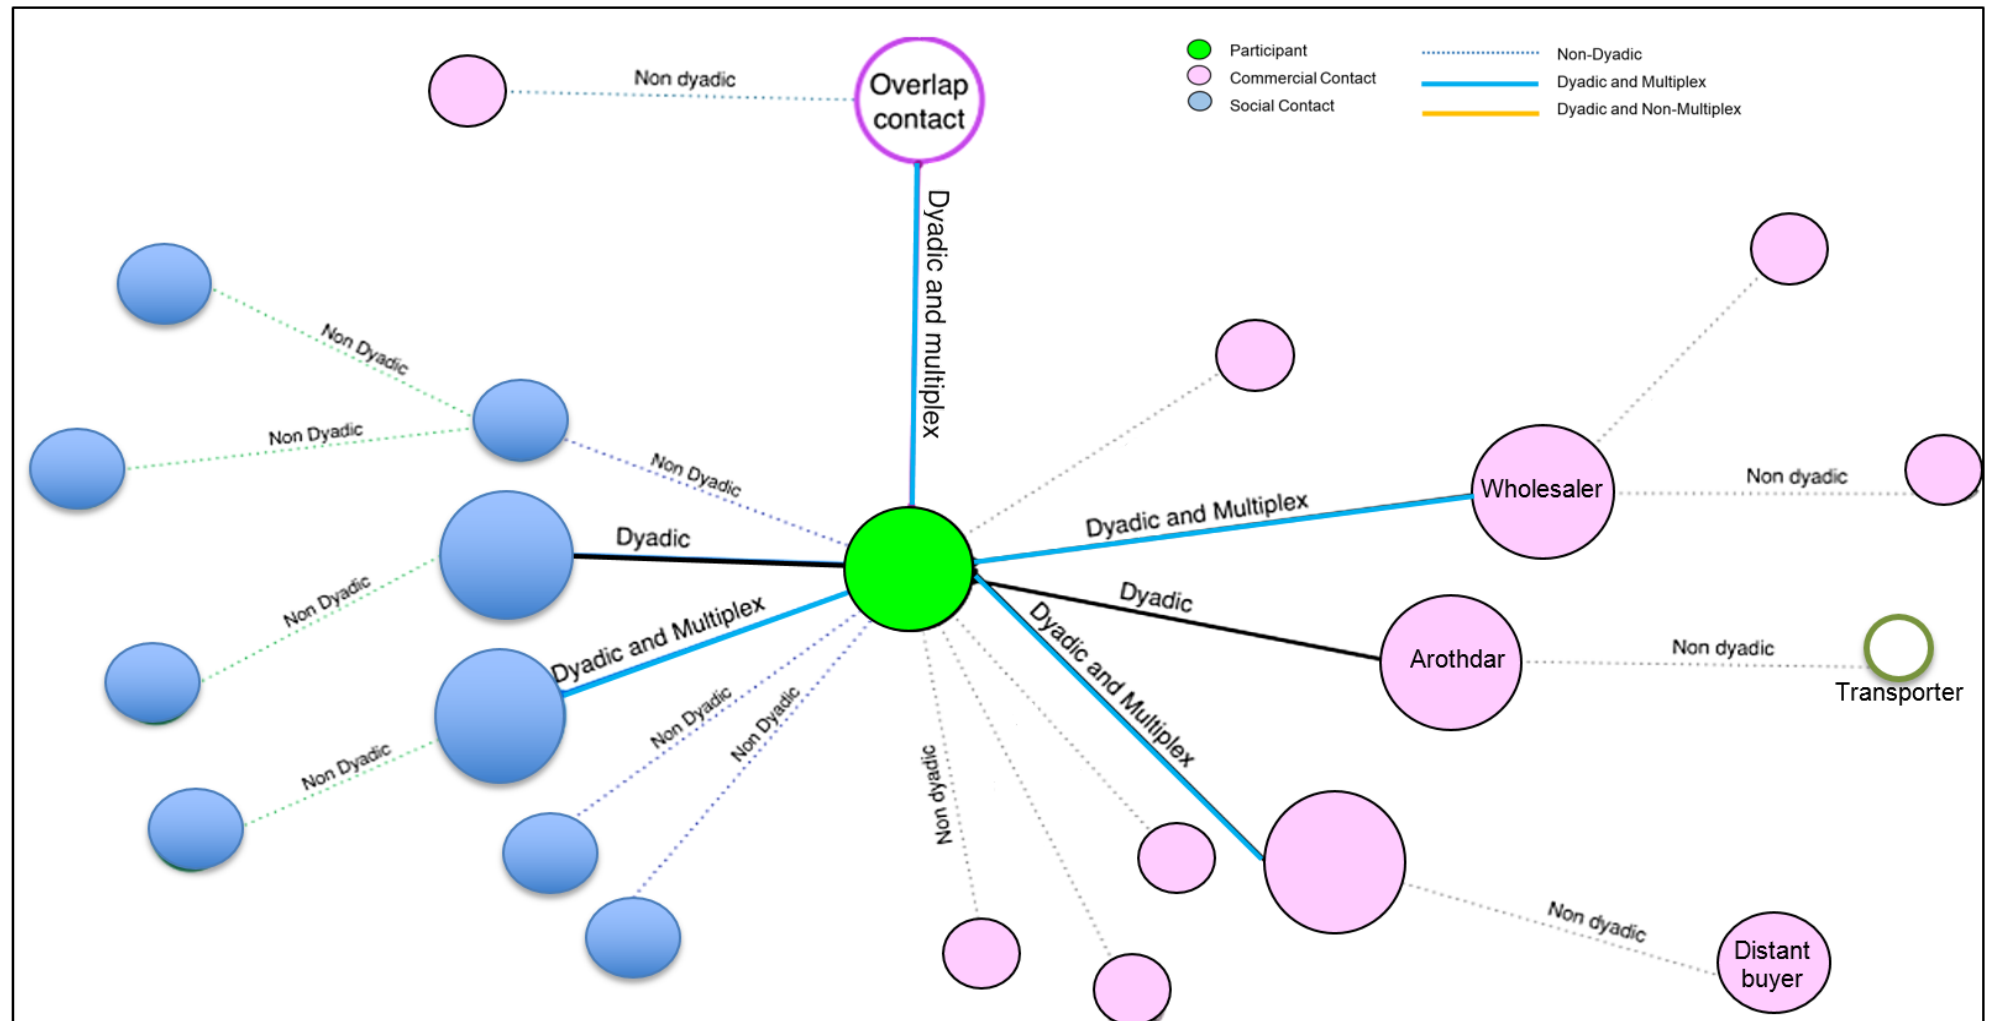 Non dyadic
Overlap
contact
Participant
Commercial Contact
Social Contact
Non-Dyadic
Dyadic and Multiplex
Dyadic and Non-Multiplex
Dyadic and multiplex
Non Dyadic
Non Dyadic
Non Dyadic
Dyadic
Non Dyadic
Dyadic and Multiplex
Non Dyadic
Non Dyadic
Non Dyadic
Dyadic and Multiplex
Wholesaler
Non dyadic
Dyadic
Arothdar
Non dyadic
Transporter
Dyadic and Multiplex
Non dyadic
Non dyadic
Distant
buyer